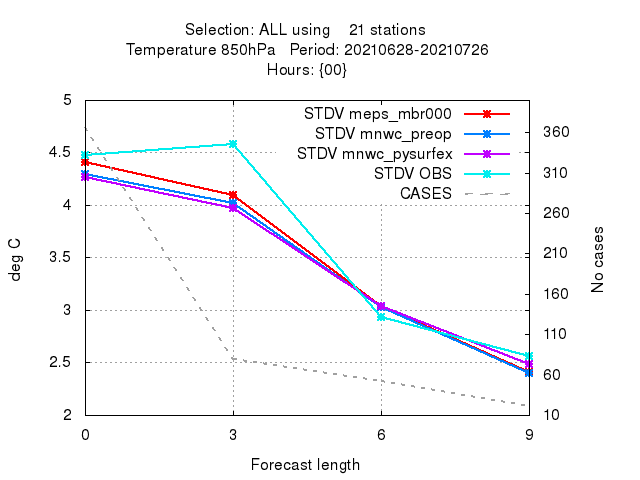 Selection: ALL using    21 stations
Temperature 850hPa   Period: 20210628-20210726
Hours: {00}
STDV meps_mbr000
STDV mnwc_preop
STDV mnwc_pysurfex
STDV OBS
CASES
5
4.5
4
3.5
3
2.5
2
deg C
360
310
260
210
160
110
60
10
No cases
0 3 6 9
Forecast length